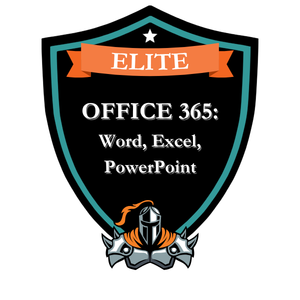 ELITE
OFFICE 365:
Word, Excel,
PowerPoint